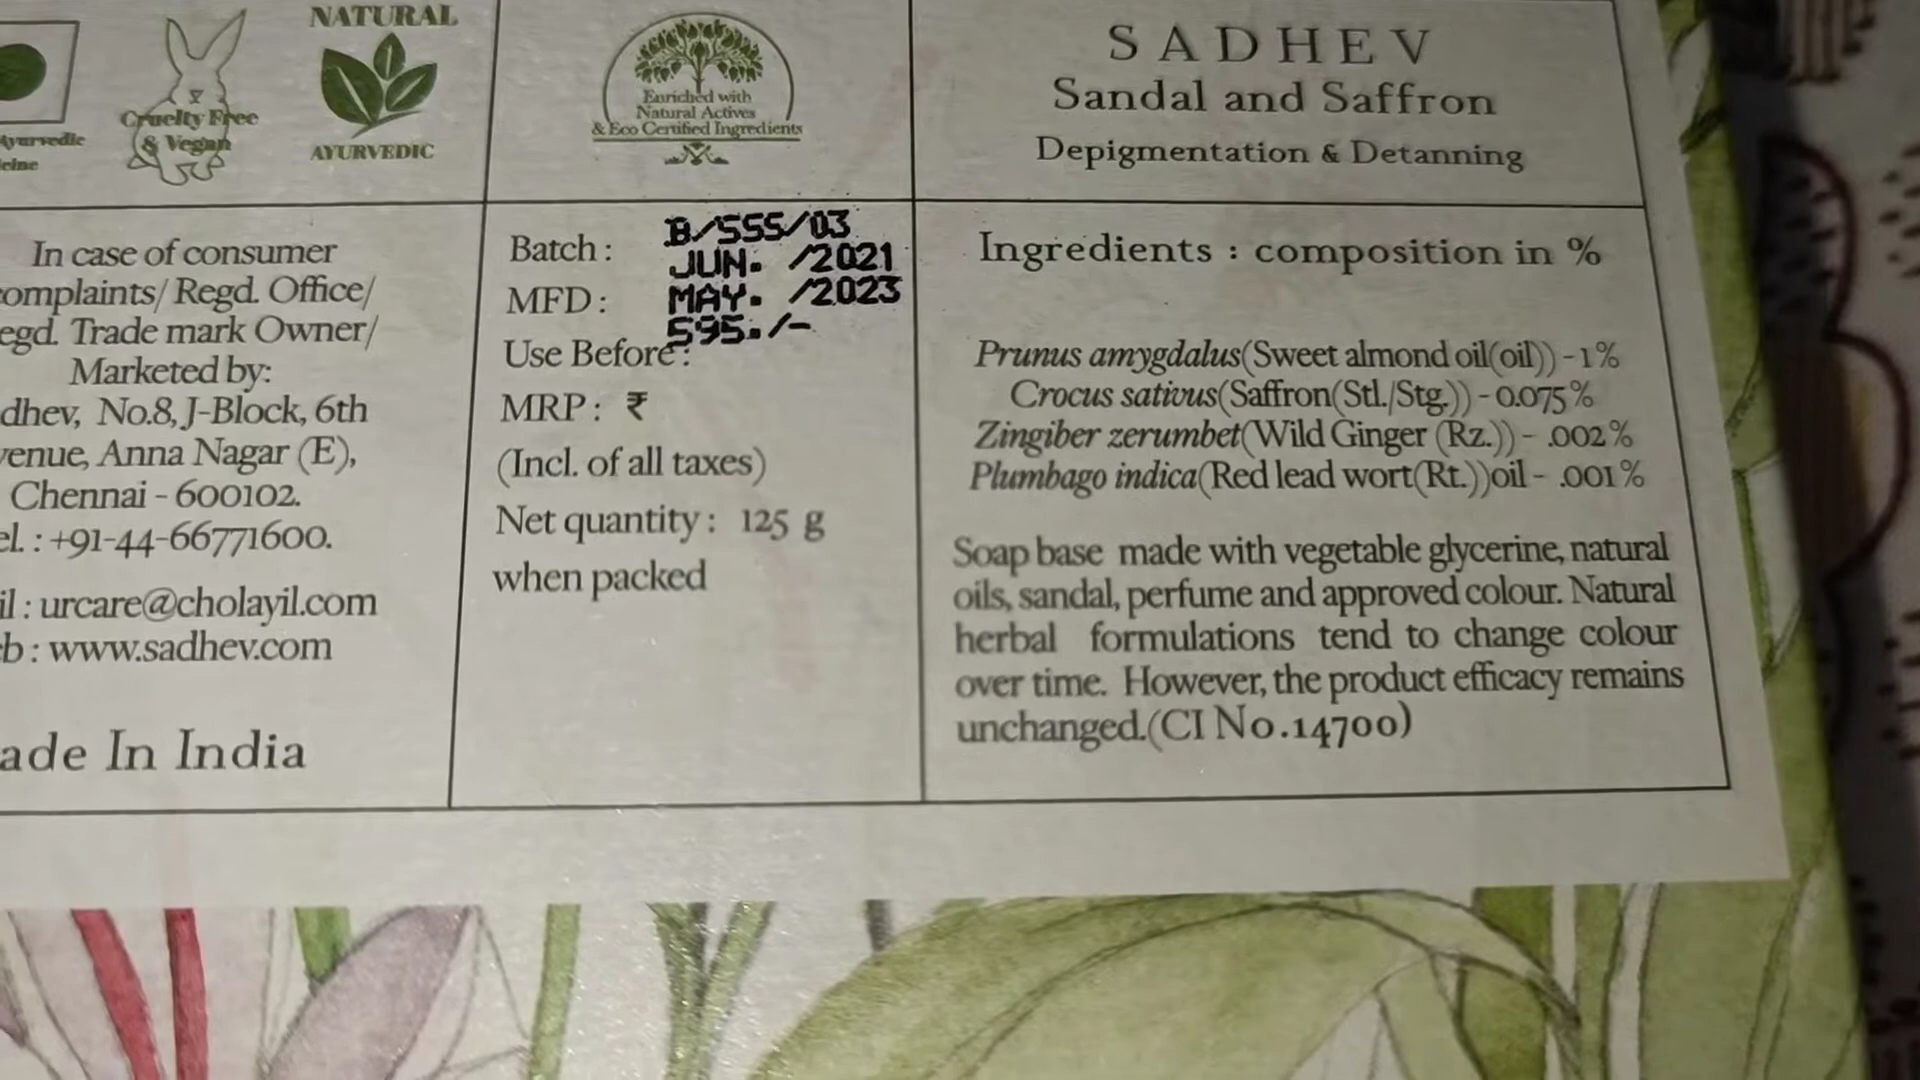 NATURAL
Cruelty Free
& Vegan
AYURVEDIC
Ayurvedic
Enriched with
Natural Actives
& Eco Certified Ingredients
SADHEV
Sandal and Saffron
Depigmentation & Detanning
In case of consumer
complaints/ Regd. Office/
egd. Trade mark Owner/
Marketed by:
dhev, No.8, J-Block, 6th
venue, Anna Nagar (E),
Chennai - 600102.
el. : +91-44-66771600.
il : urcare@cholayil.com
eb : www.sadhev.com
ade In India
Batch : B/SSS/03
JUN. /2021
MFD : MAY. /2023
595./-
Use Before :
MRP : ₹
(Incl. of all taxes)
Net quantity : 125 g
when packed
Ingredients : composition in %
Prunus amygdalus(Sweet almond oil(oil)) - 1%
Crocus sativus(Saffron(Stl./Stg.)) - 0.075%
Zingiber zerumbet(Wild Ginger (Rz.)) - .002%
Plumbago indica(Red lead wort(Rt.))oil - .001%
Soap base made with vegetable glycerine, natural
oils, sandal, perfume and approved colour. Natural
herbal formulations tend to change colour
over time. However, the product efficacy remains
unchanged.(CI No.14700)